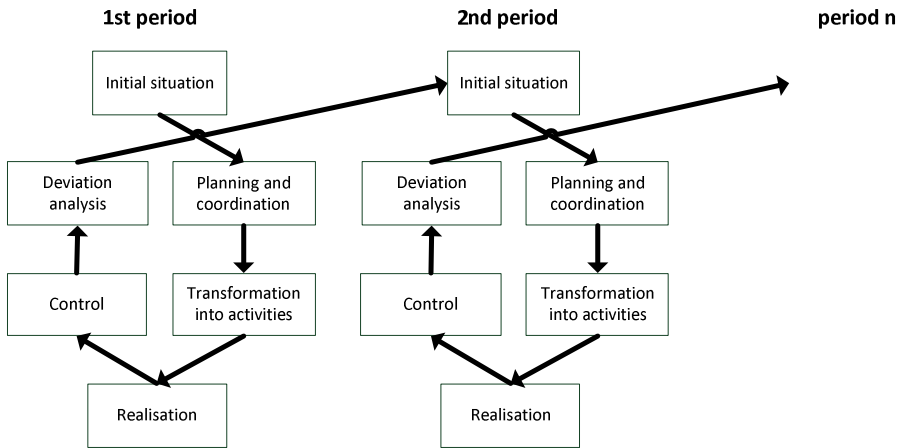 1st period
2nd period
period n
Initial situation
Initial situation
Deviation
analysis
Planning and
coordination
Deviation
analysis
Planning and
coordination
Control
Transformation
into activities
Control
Transformation
into activities
Realisation
Realisation